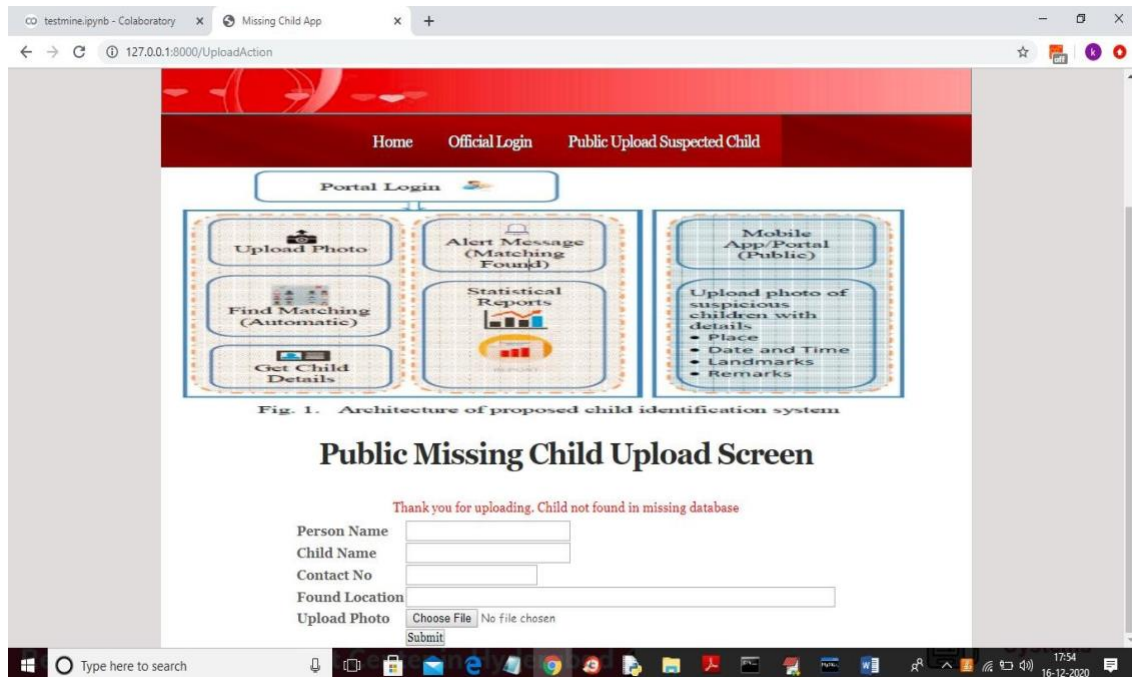 testmine.ipynb - Colaboratory
Missing Child App
127.0.0.1:8000/UploadAction
off
k
Home Official Login Public Upload Suspected Child
Portal Login
Upload Photo
Find Matching
(Automatic)
Get Child
Details
Alert Message
(Matching
Found)
Statistical
Reports
Mobile
App/Portal
(Public)
Upload photo of
suspicious
children with
details
• Place
• Date and Time
• Landmarks
• Remarks
Fig. 1. Architecture of proposed child identification system
Public Missing Child Upload Screen
Thank you for uploading. Child not found in missing database
Person Name
Child Name
Contact No
Found Location
Upload Photo Choose File No file chosen
Submit
Type here to search
17:54
16-12-2020